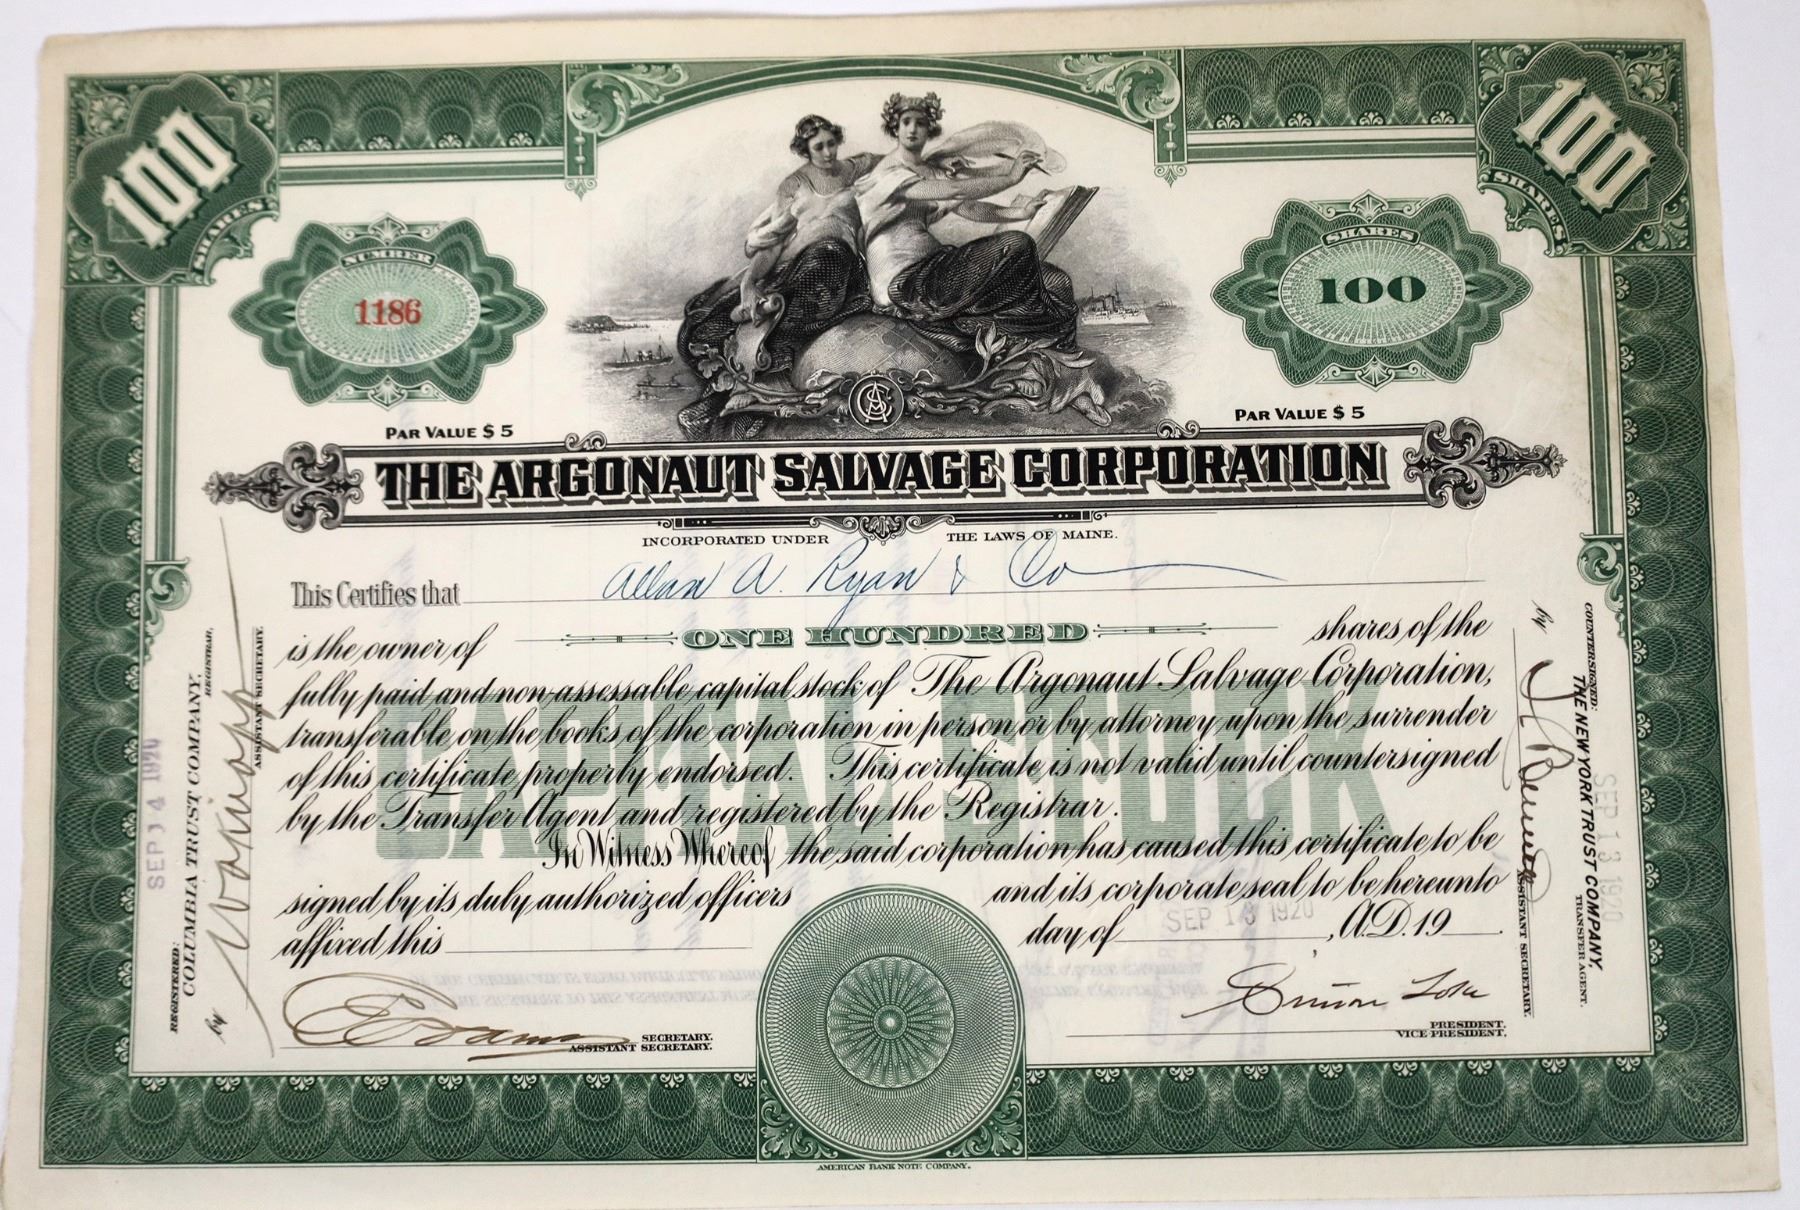 100
SHARES
100
SHARES
NUMBER
1186
SHARES
100
PAR VALUE $ 5
PAR VALUE $ 5
THE ARGONAUT SALVAGE CORPORATION
INCORPORATED UNDER THE LAWS OF MAINE.
This Certifies that Allan A. Ryan & Co
is the owner of ONE HUNDRED shares of the
fully paid and non-assessable capital stock of The Argonaut Salvage Corporation,
transferable on the books of the corporation in person or by attorney upon the surrender
of this certificate properly endorsed. This certificate is not valid until countersigned
by the Transfer Agent and registered by the Registrar.
CAPITAL STOCK
In Witness Whereof the said corporation has caused this certificate to be
signed by its duly authorized officers and its corporate seal to be hereunto
affixed this day of SEP 13 1920, A.D. 19
SECRETARY.
ASSISTANT SECRETARY.
Simon Lake
PRESIDENT.
VICE PRESIDENT.
AMERICAN BANK NOTE COMPANY.
REGISTERED: SEP 14 1920
COLUMBIA TRUST COMPANY,
REGISTRAR,
by
ASSISTANT SECRETARY.
COUNTERSIGNED: SEP 13 1920
THE NEW YORK TRUST COMPANY,
TRANSFER AGENT.
by
ASSISTANT SECRETARY.